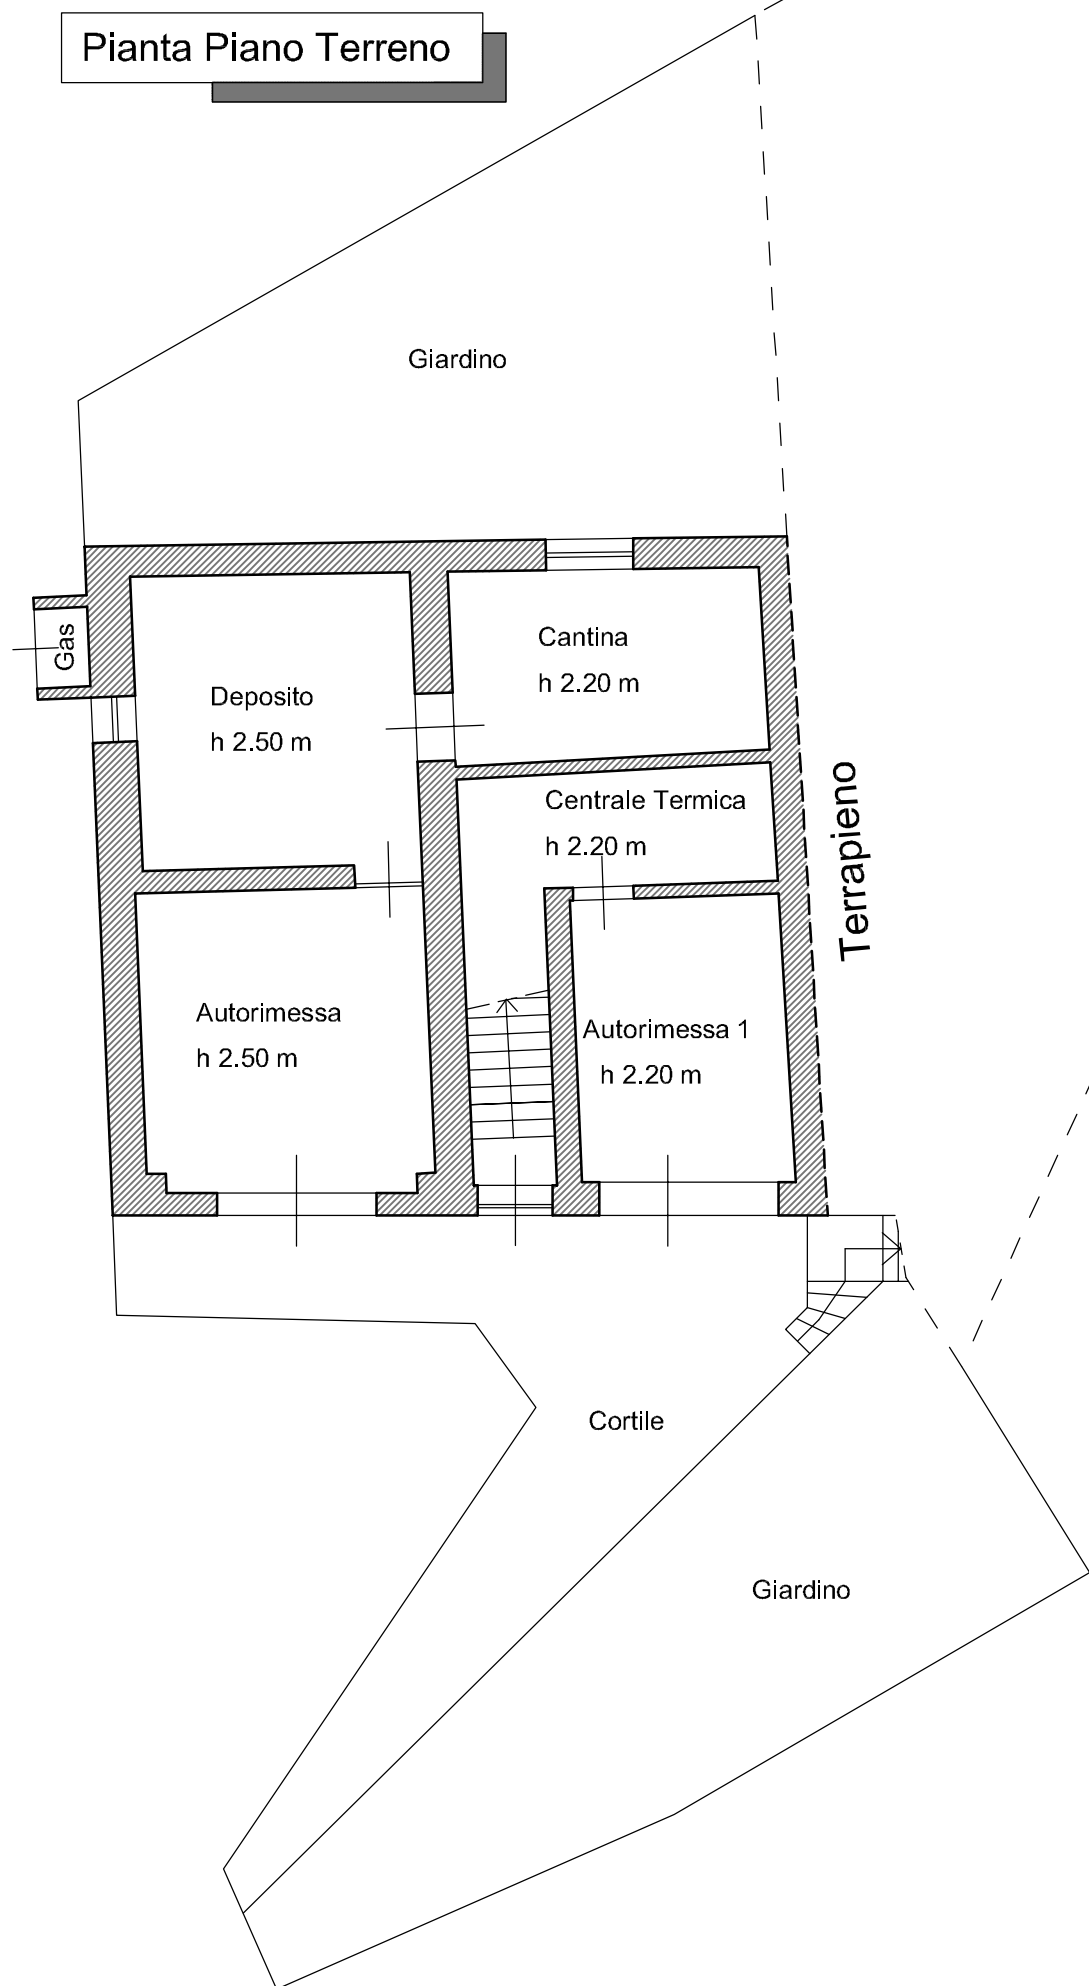 Pianta Piano Terreno
Giardino
Gas
Deposito
h 2.50 m
Cantina
h 2.20 m
Centrale Termica
h 2.20 m
Terrapieno
Autorimessa
h 2.50 m
Autorimessa 1
h 2.20 m
Cortile
Giardino